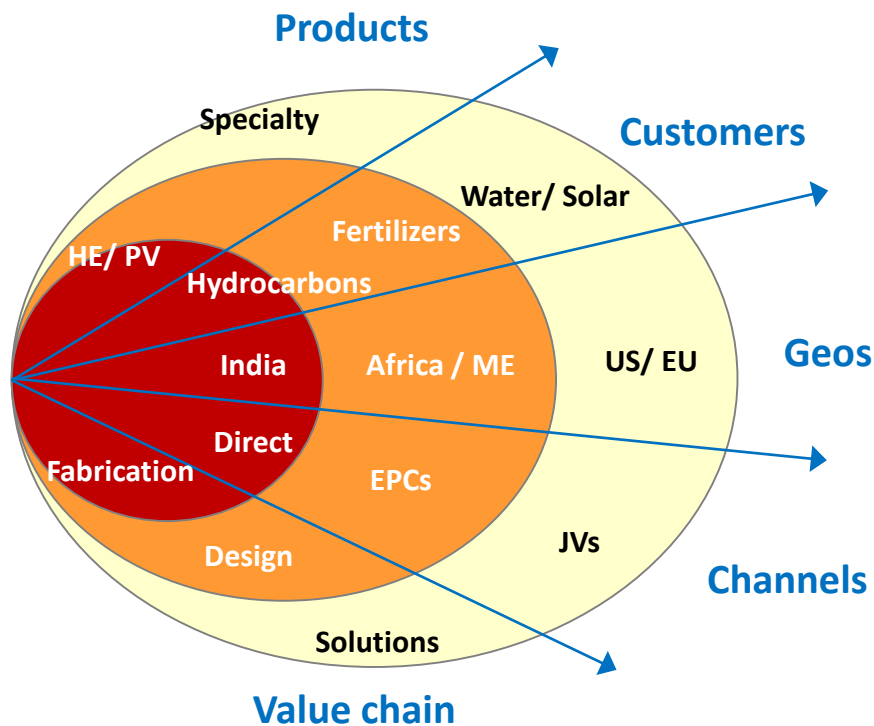 Products
Specialty
Customers
Water/ Solar
Fertilizers
HE/ PV
Hydrocarbons
India
Africa / ME
US/ EU
Geos
Direct
Fabrication
EPCs
Design
JVs
Channels
Solutions
Value chain